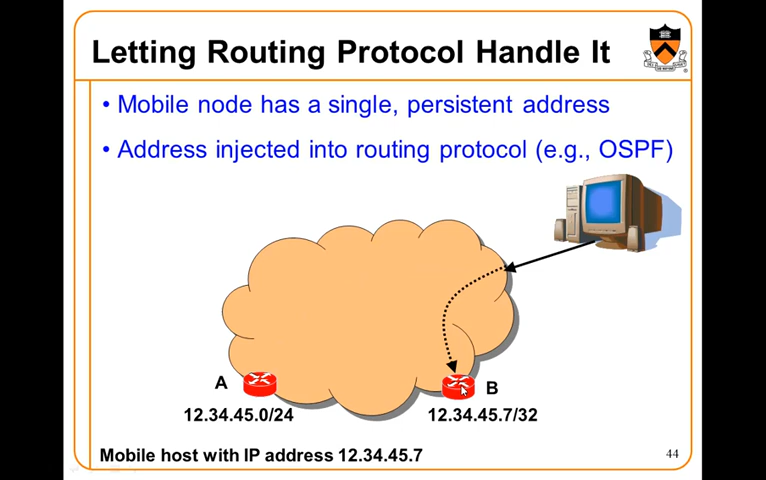 Letting Routing Protocol Handle It
• Mobile node has a single, persistent address
• Address injected into routing protocol (e.g., OSPF)
A
B
12.34.45.0/24
12.34.45.7/32
Mobile host with IP address 12.34.45.7
44